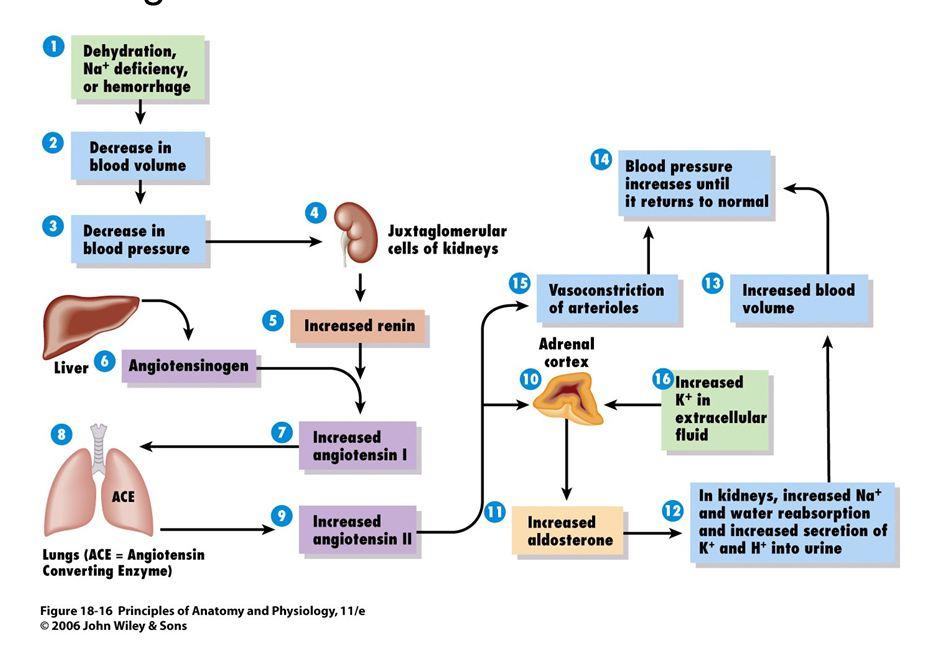 1
Dehydration,
Na+ deficiency,
or hemorrhage
2
Decrease in
blood volume
3
Decrease in
blood pressure
4
Juxtaglomerular
cells of kidneys
5
Increased renin
Liver
6
Angiotensinogen
7
Increased
angiotensin I
8
ACE
Lungs (ACE = Angiotensin
Converting Enzyme)
9
Increased
angiotensin II
10
Adrenal
cortex
11
Increased
aldosterone
12
In kidneys, increased Na+
and water reabsorption
and increased secretion of
K+ and H+ into urine
13
Increased blood
volume
14
Blood pressure
increases until
it returns to normal
15
Vasoconstriction
of arterioles
16
Increased
K+ in
extracellular
fluid
Figure 18-16 Principles of Anatomy and Physiology, 11/e
© 2006 John Wiley & Sons